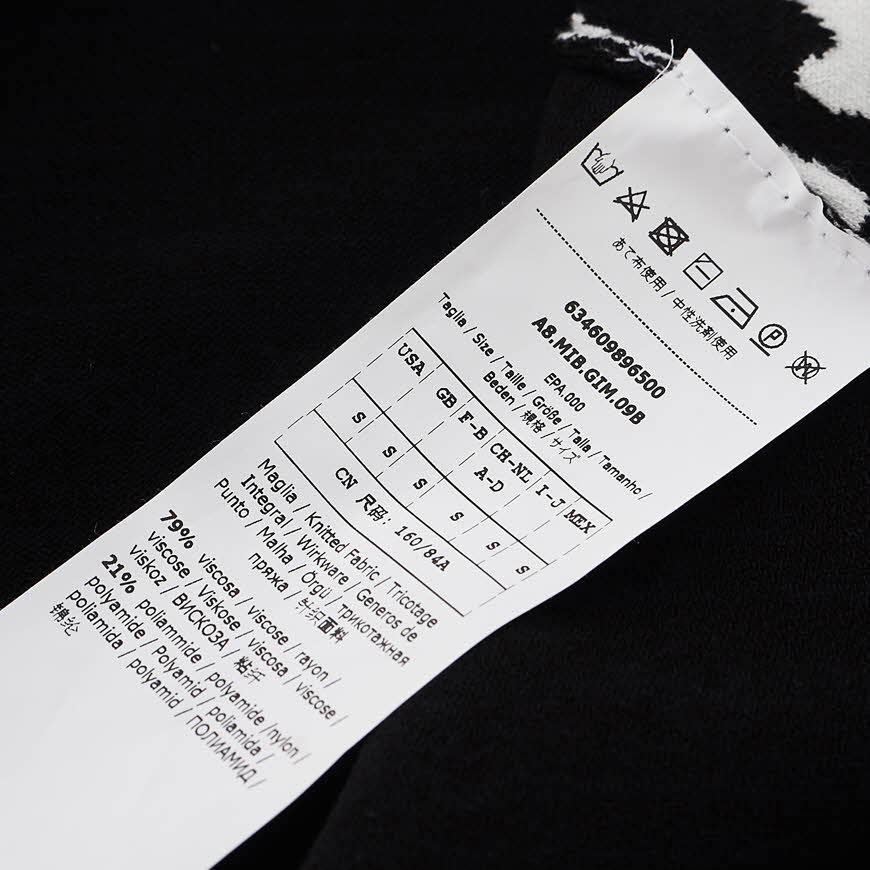 あて布使用 / 中性洗剤使用
634609896500
A8.MIB.GIM.09B
EPA.000
Taglia / Size / Taille / Größe / Talla / Tamanho /
Beden / 規格 / サイズ
USA GB F-B CH-NL A-D I-J MEX
S S S S S S
CN 尺码: 160/84A
Maglia / Knitted Fabric / Tricotage
Integral / Wirkware / Generos de
Punto / Malha / Örgü / трикотажная
пряжа / 针织面料
79% viscosa / viscose / rayon /
viscose / Viskose / viscosa / viscose /
viskoz / ВИСКОЗА / 粘纤
21% poliammide / polyamide /nylon/
polyamide / Polyamid / poliamida /
poliamida / polyamid / ПОЛИАМИД /
锦纶